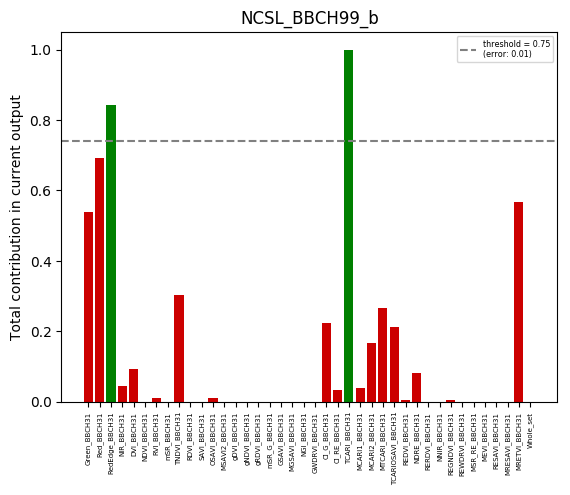 NCSL_BBCH99_b
threshold = 0.75
(error: 0.01)
Total contribution in current output
1.0
0.8
0.6
0.4
0.2
0.0
Green_BBCH31
Red_BBCH31
RedEdge_BBCH31
NIR_BBCH31
DVI_BBCH31
NDVI_BBCH31
RVI_BBCH31
mSR_BBCH31
TNDVI_BBCH31
RDVI_BBCH31
SAVI_BBCH31
OSAVI_BBCH31
MSAVI2_BBCH31
gDVI_BBCH31
gNDVI_BBCH31
gRDVI_BBCH31
mSR_G_BBCH31
GSAVI_BBCH31
MGSAVI_BBCH31
NGI_BBCH31
GWDRVI_BBCH31
CI_G_BBCH31
CI_RE_BBCH31
TCARI_BBCH31
MCARI1_BBCH31
MCARI2_BBCH31
MTCARI_BBCH31
TCARIOSAVI_BBCH31
REDVI_BBCH31
NDRE_BBCH31
RERDVI_BBCH31
NNIR_BBCH31
REGNDVI_BBCH31
REWDRVI_BBCH31
MSR_RE_BBCH31
MEVI_BBCH31
RESAVI_BBCH31
MRESAVI_BBCH31
MRETVI_BBCH31
Whole_set